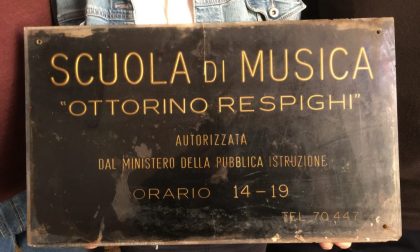 SCUOLA DI MUSICA
"OTTORINO RESPIGHI"
AUTORIZZATA
DAL MINISTERO DELLA PUBBLICA ISTRUZIONE
ORARIO 14-19
TEL. 70.447